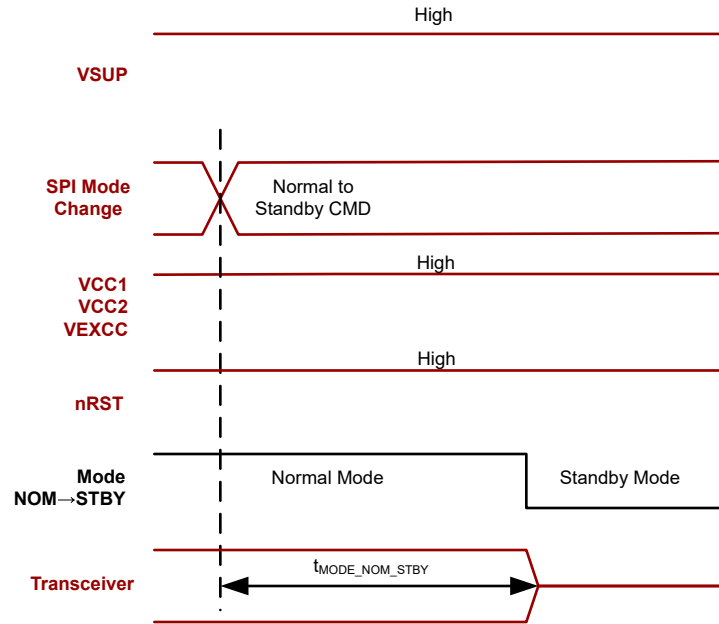 High
VSUP
SPI Mode
Change
Normal to
Standby CMD
High
VCC1
VCC2
VEXCC
High
nRST
Mode
NOM→STBY
Normal Mode
Standby Mode
Transceiver
tMODE_NOM_STBY